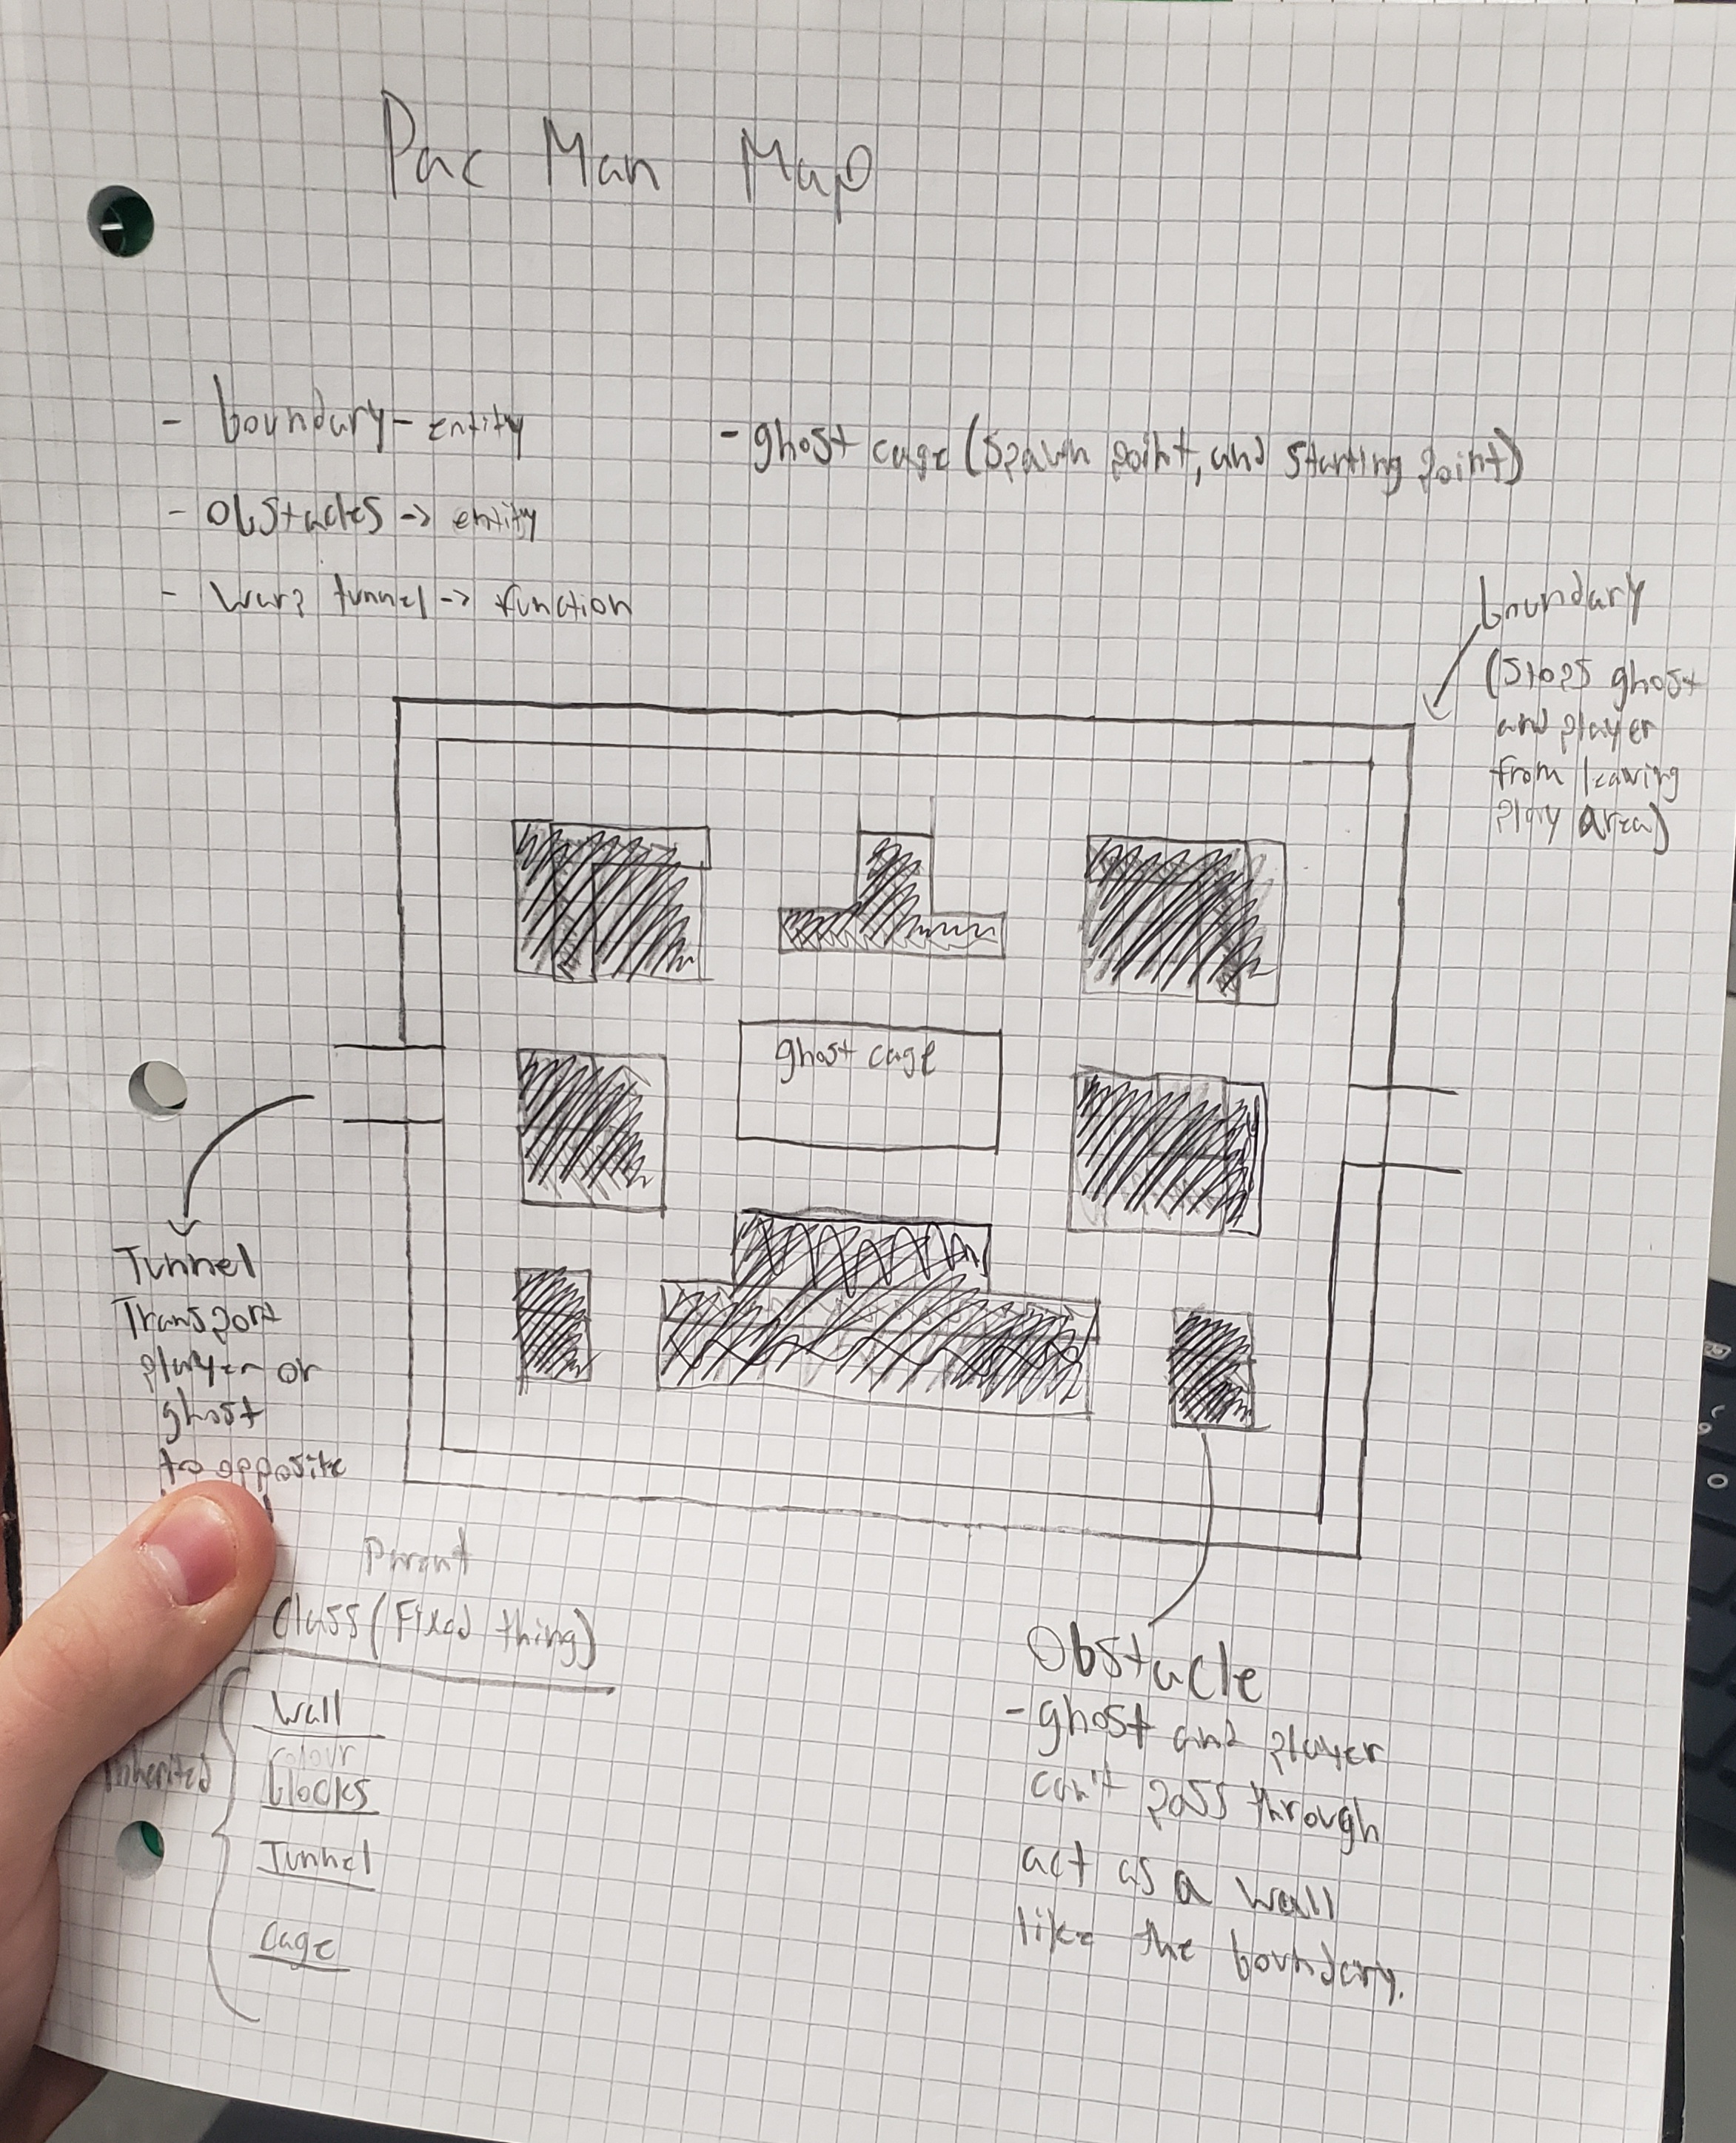 Pac Man Map
- boundary - entity
- ghost cage (spawn point, and starting point)
- Obstacles -> entity
- Warp tunnel -> function
boundary
(stops ghost
and player
from leaving
play area)
ghost cage
Tunnel
Transport
player or
ghost
to opposite
Parent
Class (Fixed thing)
Inherited
Wall
Colour
blocks
Tunnel
cage
Obstacle
- ghost and player
can't pass through
act as a wall
like the boundary.